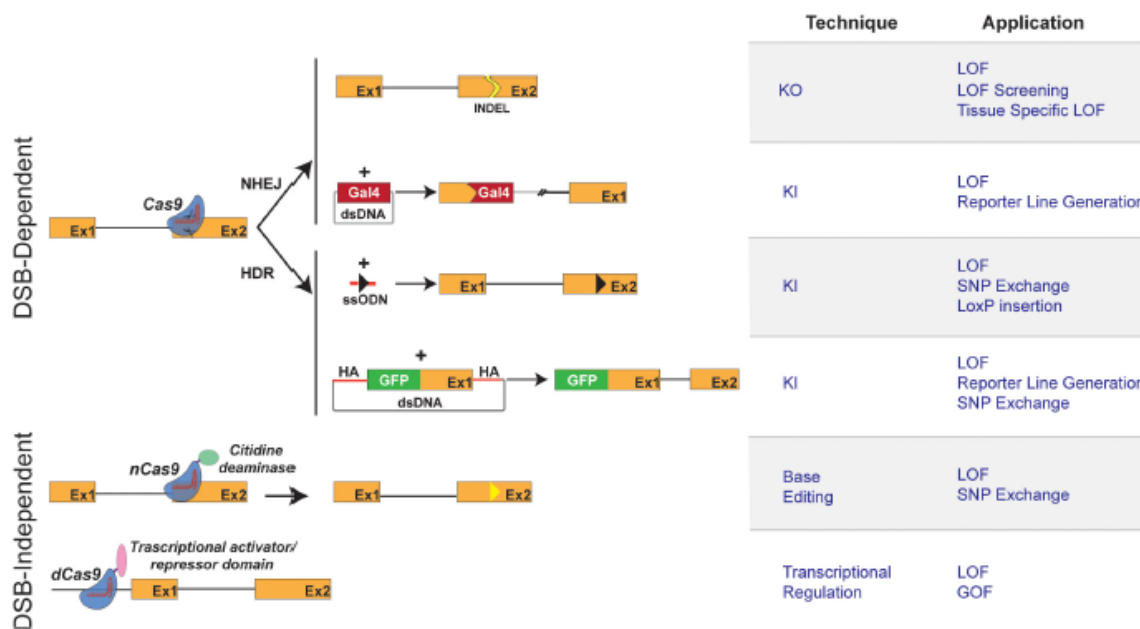 Technique
Application
DSB-Dependent
Ex1
Cas9
Ex2
NHEJ
HDR
Ex1
Ex2
INDEL
KO
LOF
LOF Screening
Tissue Specific LOF
+
Gal4
dsDNA
Gal4
Ex1
KI
LOF
Reporter Line Generation
+
ssODN
Ex1
Ex2
KI
LOF
SNP Exchange
LoxP insertion
+
HA
GFP
Ex1
HA
dsDNA
GFP
Ex1
Ex2
KI
LOF
Reporter Line Generation
SNP Exchange
DSB-Independent
nCas9
Citidine
deaminase
Ex1
Ex2
Ex1
Ex2
Base
Editing
LOF
SNP Exchange
dCas9
Trascriptional activator/
repressor domain
Ex1
Ex2
Transcriptional
Regulation
LOF
GOF